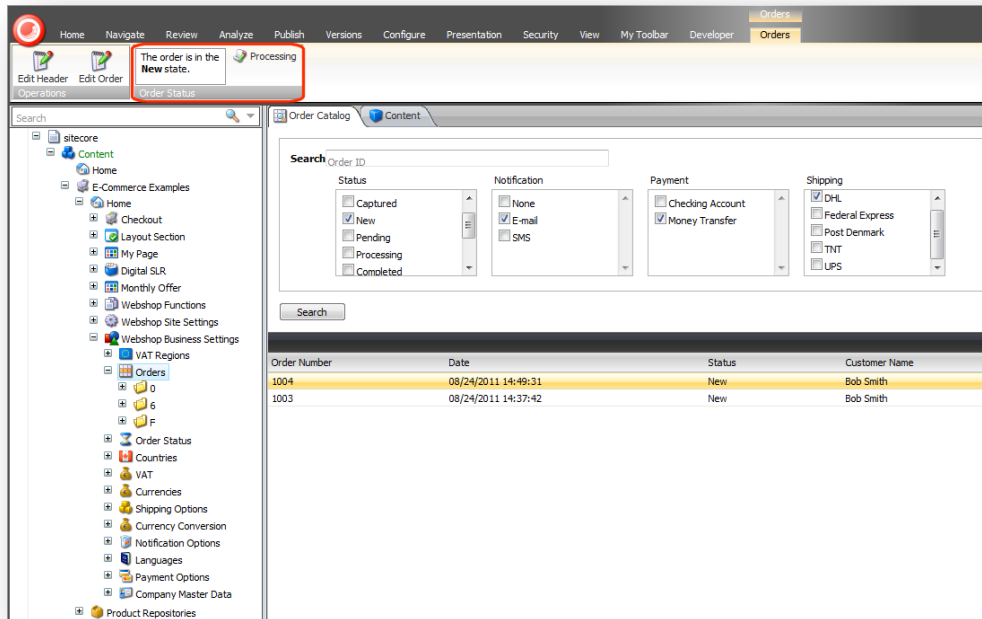 Orders
Home Navigate Review Analyze Publish Versions Configure Presentation Security View My Toolbar Developer Orders
Edit Header Edit Order
Operations
The order is in the
New state.
Processing
Order Status
Search
sitecore
Content
Home
E-Commerce Examples
Home
Checkout
Layout Section
My Page
Digital SLR
Monthly Offer
Webshop Functions
Webshop Site Settings
Webshop Business Settings
VAT Regions
Orders
0
6
F
Order Status
Countries
VAT
Currencies
Shipping Options
Currency Conversion
Notification Options
Languages
Payment Options
Company Master Data
Product Repositories
Order Catalog Content
Search Order ID
Status
Captured
New
Pending
Processing
Completed
Notification
None
E-mail
SMS
Payment
Checking Account
Money Transfer
Shipping
DHL
Federal Express
Post Denmark
TNT
UPS
Search
Order Number Date Status Customer Name
1004 08/24/2011 14:49:31 New Bob Smith
1003 08/24/2011 14:37:42 New Bob Smith